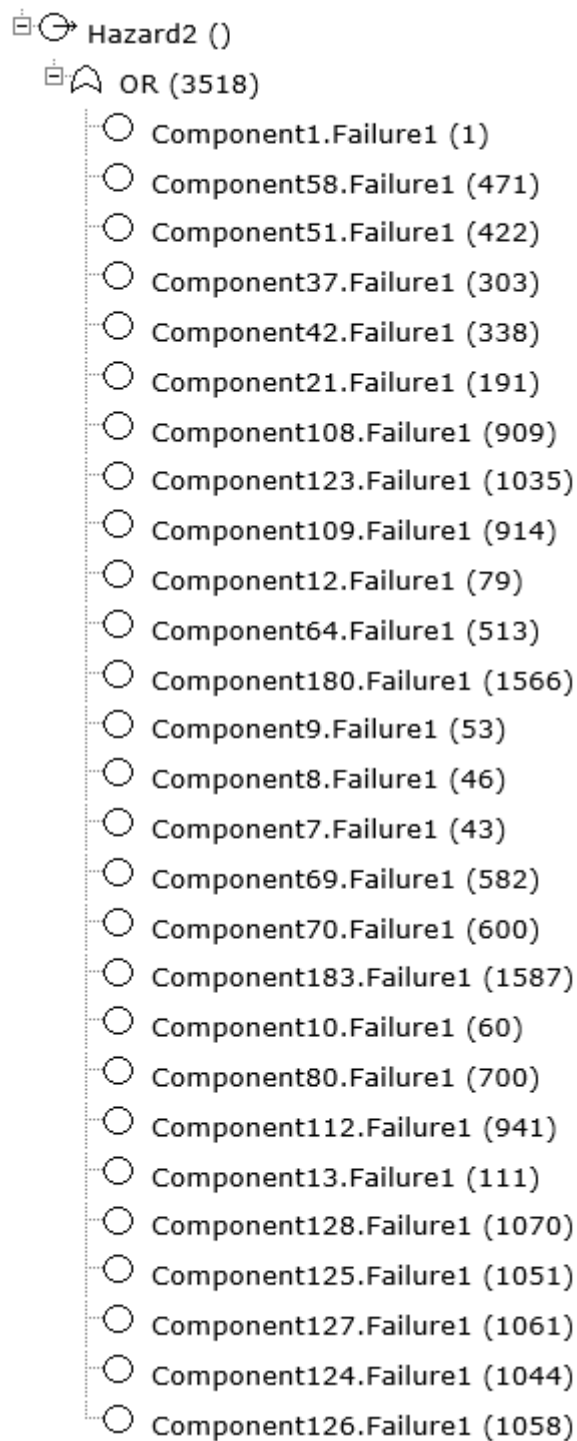 Hazard2 ()
OR (3518)
Component1.Failure1 (1)
Component58.Failure1 (471)
Component51.Failure1 (422)
Component37.Failure1 (303)
Component42.Failure1 (338)
Component21.Failure1 (191)
Component108.Failure1 (909)
Component123.Failure1 (1035)
Component109.Failure1 (914)
Component12.Failure1 (79)
Component64.Failure1 (513)
Component180.Failure1 (1566)
Component9.Failure1 (53)
Component8.Failure1 (46)
Component7.Failure1 (43)
Component69.Failure1 (582)
Component70.Failure1 (600)
Component183.Failure1 (1587)
Component10.Failure1 (60)
Component80.Failure1 (700)
Component112.Failure1 (941)
Component13.Failure1 (111)
Component128.Failure1 (1070)
Component125.Failure1 (1051)
Component127.Failure1 (1061)
Component124.Failure1 (1044)
Component126.Failure1 (1058)